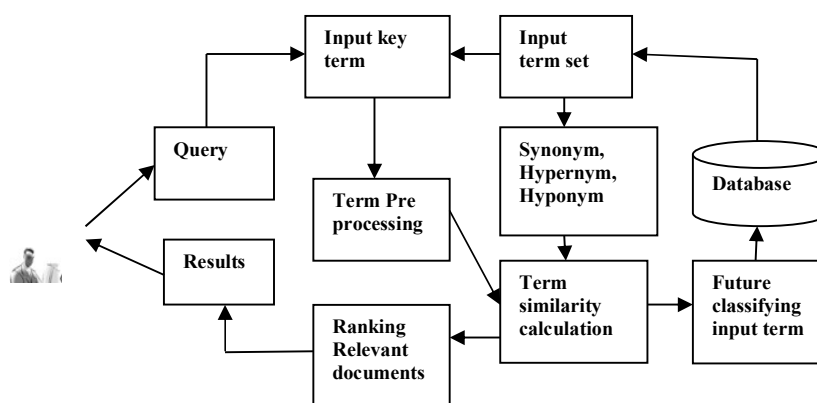 Input key
term
Input
term set
Query
Synonym,
Hypernym,
Hyponym
Database
Term Pre
processing
Results
Term
similarity
calculation
Future
classifying
input term
Ranking
Relevant
documents